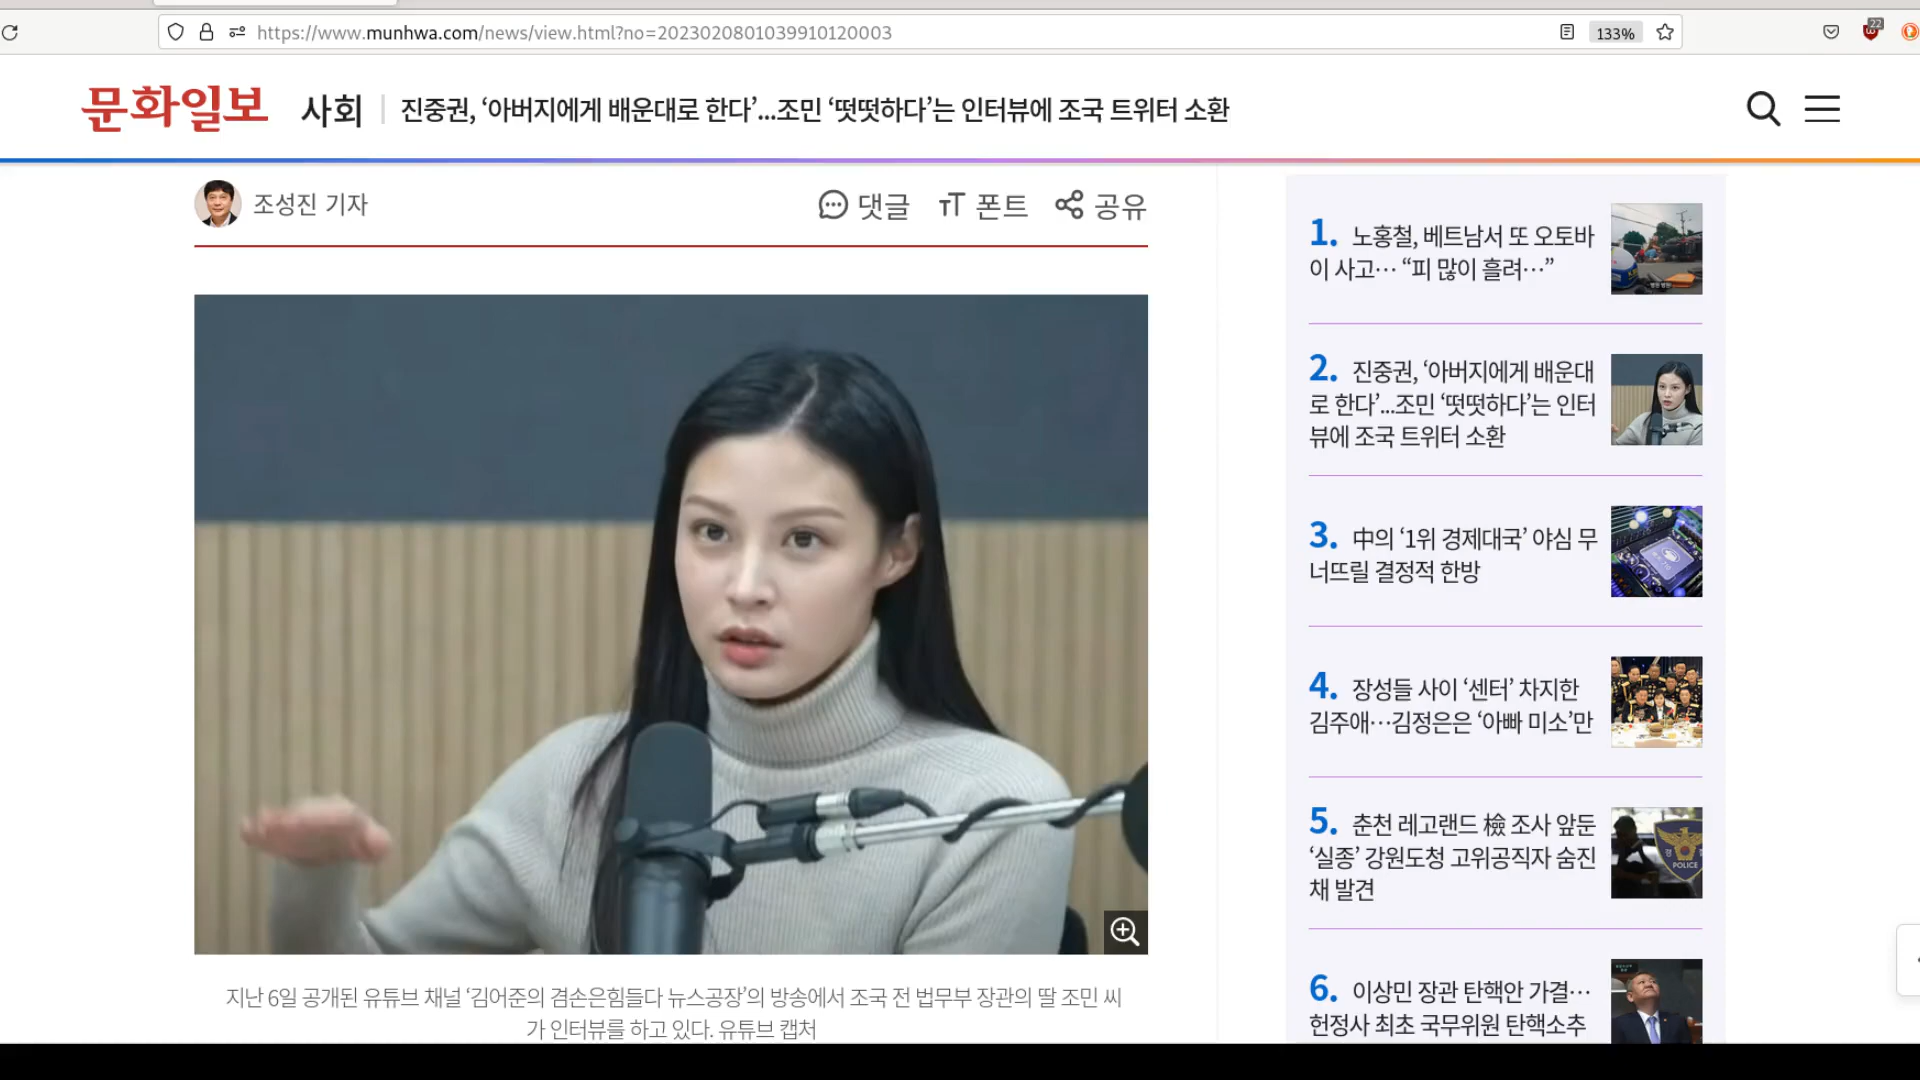 https://www.munhwa.com/news/view.html?no=2023020801039910120003
133%
22
문화일보
사회
진중권, ‘아버지에게 배운대로 한다’...조민 ‘떳떳하다’는 인터뷰에 조국 트위터 소환
조성진 기자
댓글
폰트
공유
지난 6일 공개된 유튜브 채널 ‘김어준의 겸손은힘들다 뉴스공장’의 방송에서 조국 전 법무부 장관의 딸 조민 씨
가 인터뷰를 하고 있다. 유튜브 캡처
1. 노홍철, 베트남서 또 오토바
이 사고… “피 많이 흘려…”
2. 진중권, ‘아버지에게 배운대
로 한다’...조민 ‘떳떳하다’는 인터
뷰에 조국 트위터 소환
3. 中의 ‘1위 경제대국’ 야심 무
너뜨릴 결정적 한방
4. 장성들 사이 ‘센터’ 차지한
김주애…김정은은 ‘아빠 미소’만
5. 춘천 레고랜드 檢 조사 앞둔
‘실종’ 강원도청 고위공직자 숨진
채 발견
POLICE
6. 이상민 장관 탄핵안 가결…
헌정사 최초 국무위원 탄핵소추